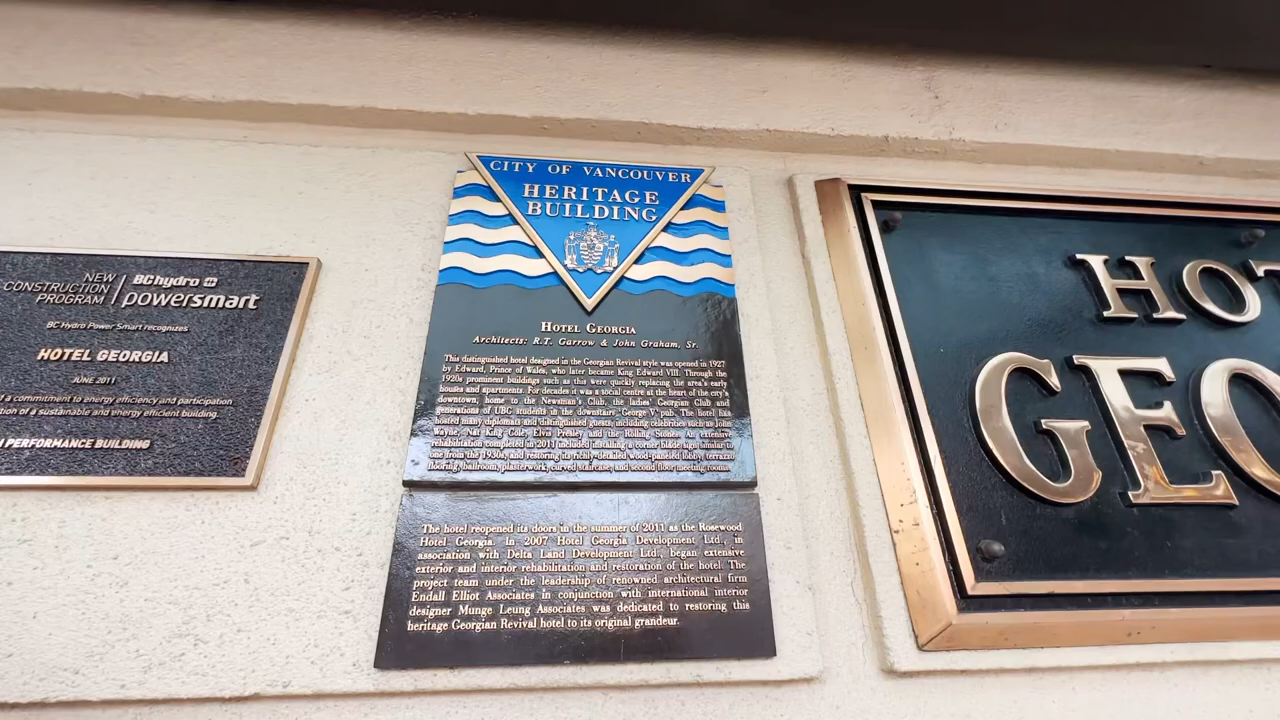 NEW
CONSTRUCTION
PROGRAM
BC hydro
powersmart
BC Hydro Power Smart recognizes
HOTEL GEORGIA
JUNE 2011
a commitment to energy efficiency and participation
of a sustainable and energy efficient building.
PERFORMANCE BUILDING
CITY OF VANCOUVER
HERITAGE
BUILDING
HOTEL GEORGIA
Architects: R.T. Garrow & John Graham, Sr.
This distinguished hotel designed in the Georgian Revival style was opened in 1927
by Edward, Prince of Wales, who later became King Edward VIII. Through the
1920s prominent buildings such as this were quickly replacing the area's early
houses and apartments. For decades it was a social centre at the heart of the city's
downtown, home to the Newsman's Club, the ladies' Georgian Club and
generations of UBC students in the downstairs 'George V' pub. The hotel has
hosted many diplomats and distinguished guests, including celebrities such as John
Wayne, Nat King Cole, Elvis Presley and the Rolling Stones. An extensive
rehabilitation completed in 2011 included installing a corner blade sign similar to
one from the 1930s, and restoring its richly-detailed wood-paneled lobby, terrazzo
flooring, ballroom, plasterwork, curved staircase, and second floor meeting rooms.
The hotel reopened its doors in the summer of 2011 as the Rosewood
Hotel Georgia. In 2007 Hotel Georgia Development Ltd., in
association with Delta Land Development Ltd., began extensive
exterior and interior rehabilitation and restoration of the hotel. The
project team under the leadership of renowned architectural firm
Endall Elliot Associates in conjunction with international interior
designer Munge Leung Associates was dedicated to restoring this
heritage Georgian Revival hotel to its original grandeur.
HOT
GEO